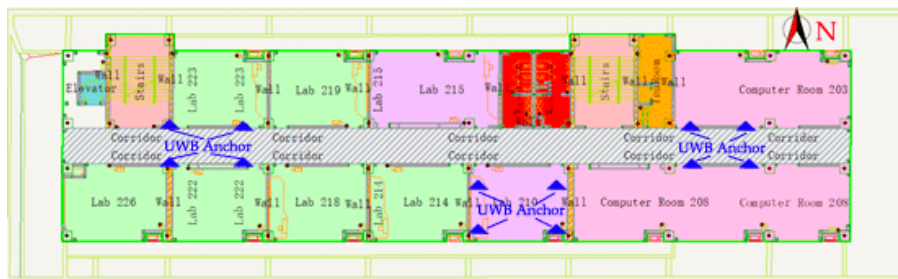 N
Elevator
Wall
Stairs
Wall
Lab 223
Lab 223
Wall
Lab 219
Wall
Lab 215
Lab 215
Wall
Stairs
Wall
Wall
Computer Room 203
Corridor
Corridor
Corridor
Corridor
Corridor
UWB Anchor
UWB Anchor
Corridor
Corridor
Corridor
Corridor
Corridor
Lab 226
Wall
Lab 222
Lab 222
Wall
Lab 218
Wall
Lab 214
Lab 214
Wall
Lab 210
UWB Anchor
Wall
Computer Room 208
Computer Room 208